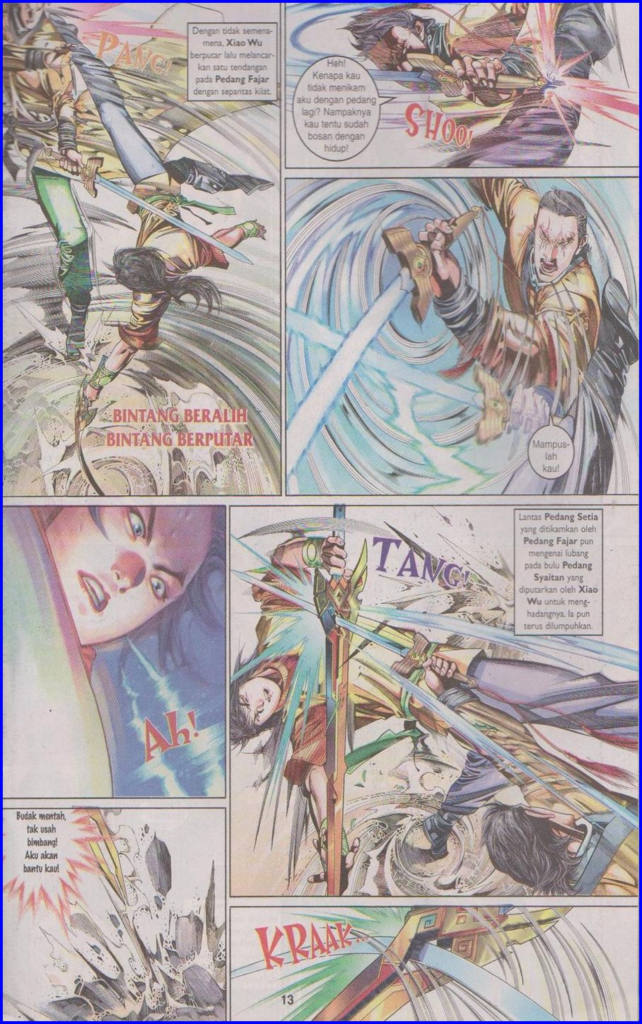 PANG!
Dengan tidak semena-
mena, Xiao Wu
berputar lalu melancar-
kan satu tendangan
pada Pedang Fajar
dengan sepantas kilat.
BINTANG BERALIH
BINTANG BERPUTAR
Heh!
Kenapa kau
tidak menikam
aku dengan pedang
lagi? Nampaknya
kau tentu sudah
bosan dengan
hidup!
SHOO!
Mampus-
lah
kau!
Ah!
TANG!
Lantas Pedang Setia
yang ditikamkan oleh
Pedang Fajar pun
mengenai lubang
pada bulu Pedang
Syaitan yang
diputarkan oleh Xiao
Wu untuk meng-
hadangnya. Ia pun
terus dilumpuhkan.
Budak mentah,
tak usah
bimbang!
Aku akan
bantu kau!
KRAAK...
13